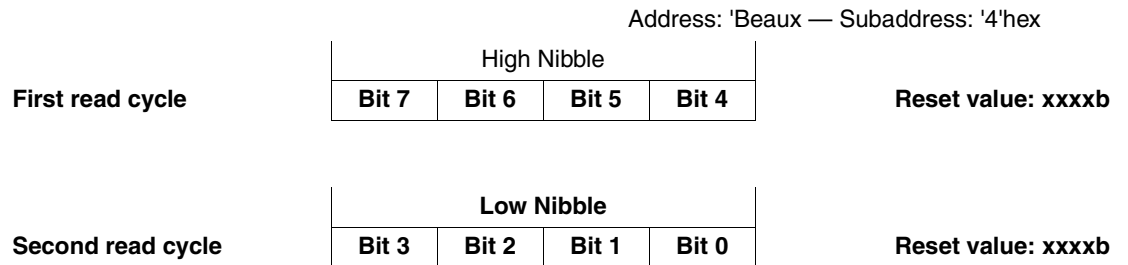 Address: 'Beaux — Subaddress: '4'hex
High Nibble
First read cycle Bit 7 Bit 6 Bit 5 Bit 4 Reset value: xxxxb
Low Nibble
Second read cycle Bit 3 Bit 2 Bit 1 Bit 0 Reset value: xxxxb